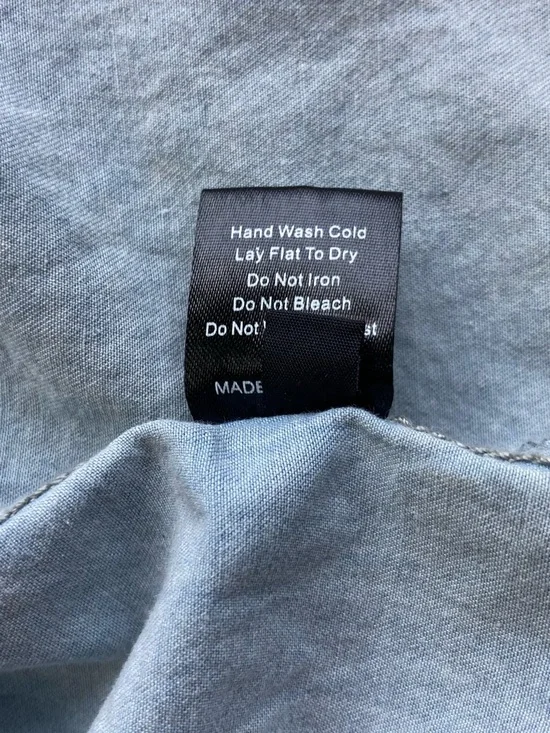 Hand Wash Cold
Lay Flat To Dry
Do Not Iron
Do Not Bleach
Do Not
MADE